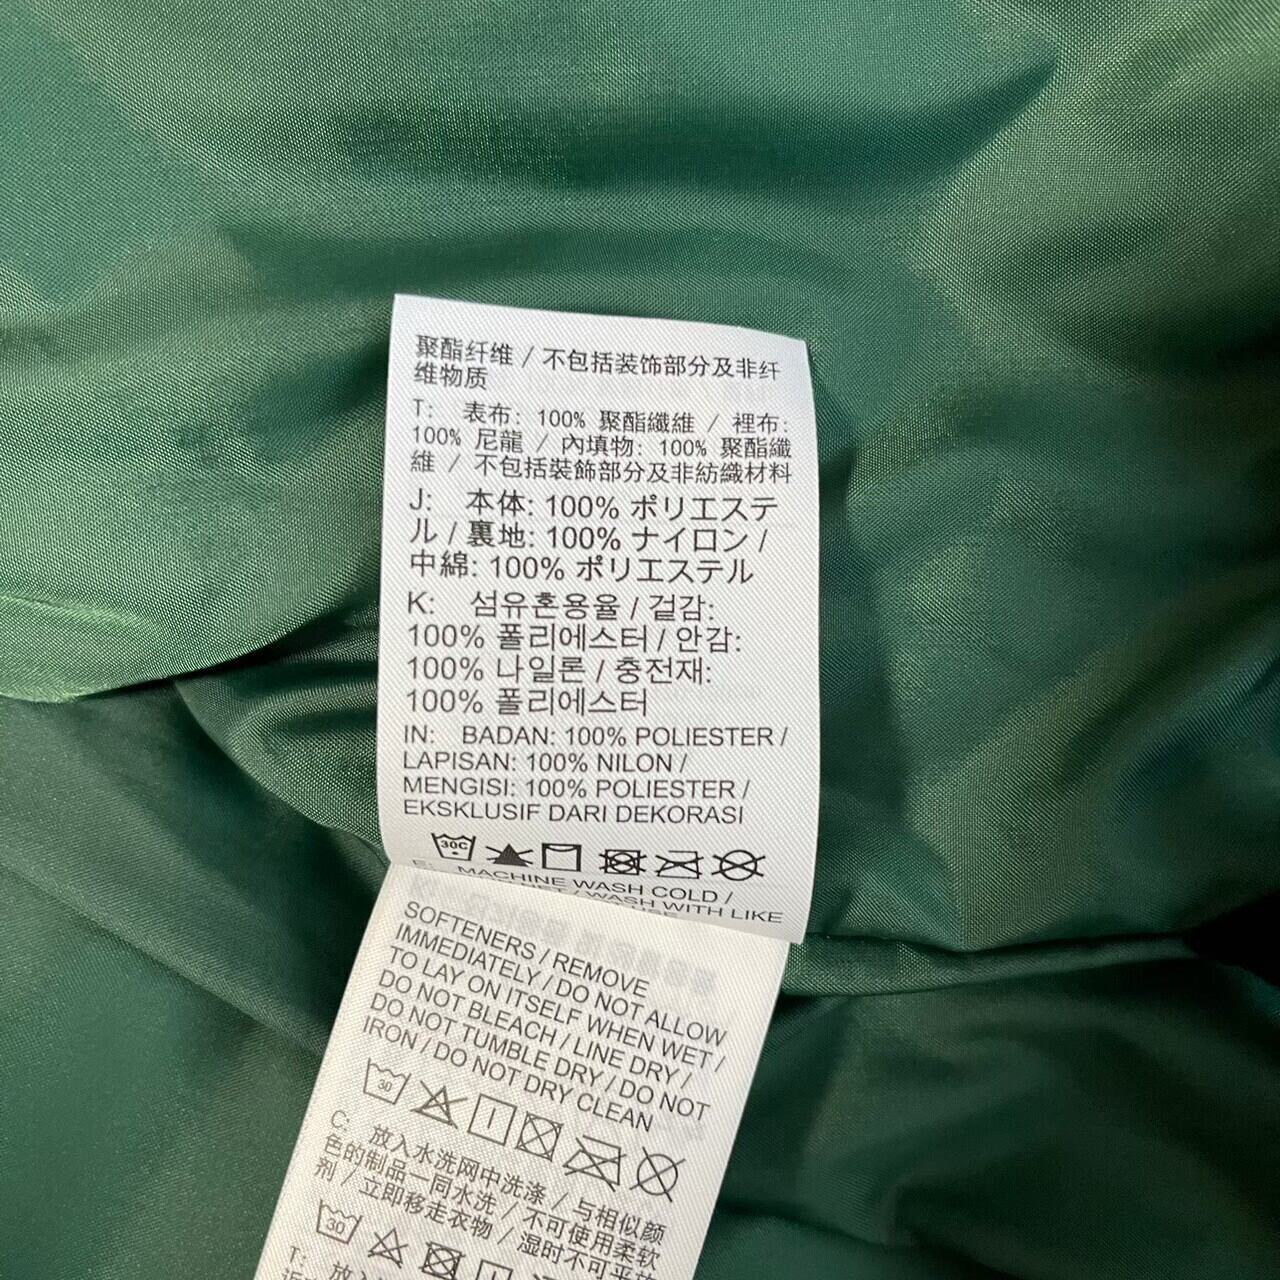 聚酯纤维 / 不包括装饰部分及非纤
维物质
T: 表布: 100% 聚酯纖維 / 裡布:
100% 尼龍 / 內填物: 100% 聚酯纖
維 / 不包括裝飾部分及非紡織材料
J: 本体: 100% ポリエステ
ル / 裏地: 100% ナイロン /
中綿: 100% ポリエステル
K: 섬유혼용율 / 겉감:
100% 폴리에스터 / 안감:
100% 나일론 / 충전재:
100% 폴리에스터
IN: BADAN: 100% POLIESTER /
LAPISAN: 100% NILON /
MENGISI: 100% POLIESTER /
EKSKLUSIF DARI DEKORASI
30C
E: MACHINE WASH COLD /
WASH WITH LIKE
SOFTENERS / REMOVE
IMMEDIATELY / DO NOT ALLOW
TO LAY ON ITSELF WHEN WET /
DO NOT BLEACH / LINE DRY /
DO NOT TUMBLE DRY / DO NOT
IRON / DO NOT DRY CLEAN
30
C: 放入水洗网中洗涤 / 与相似颜
色的制品一同水洗 / 不可使用柔软
剂 / 立即移走衣物 / 湿时不可平放
30
T: 放入